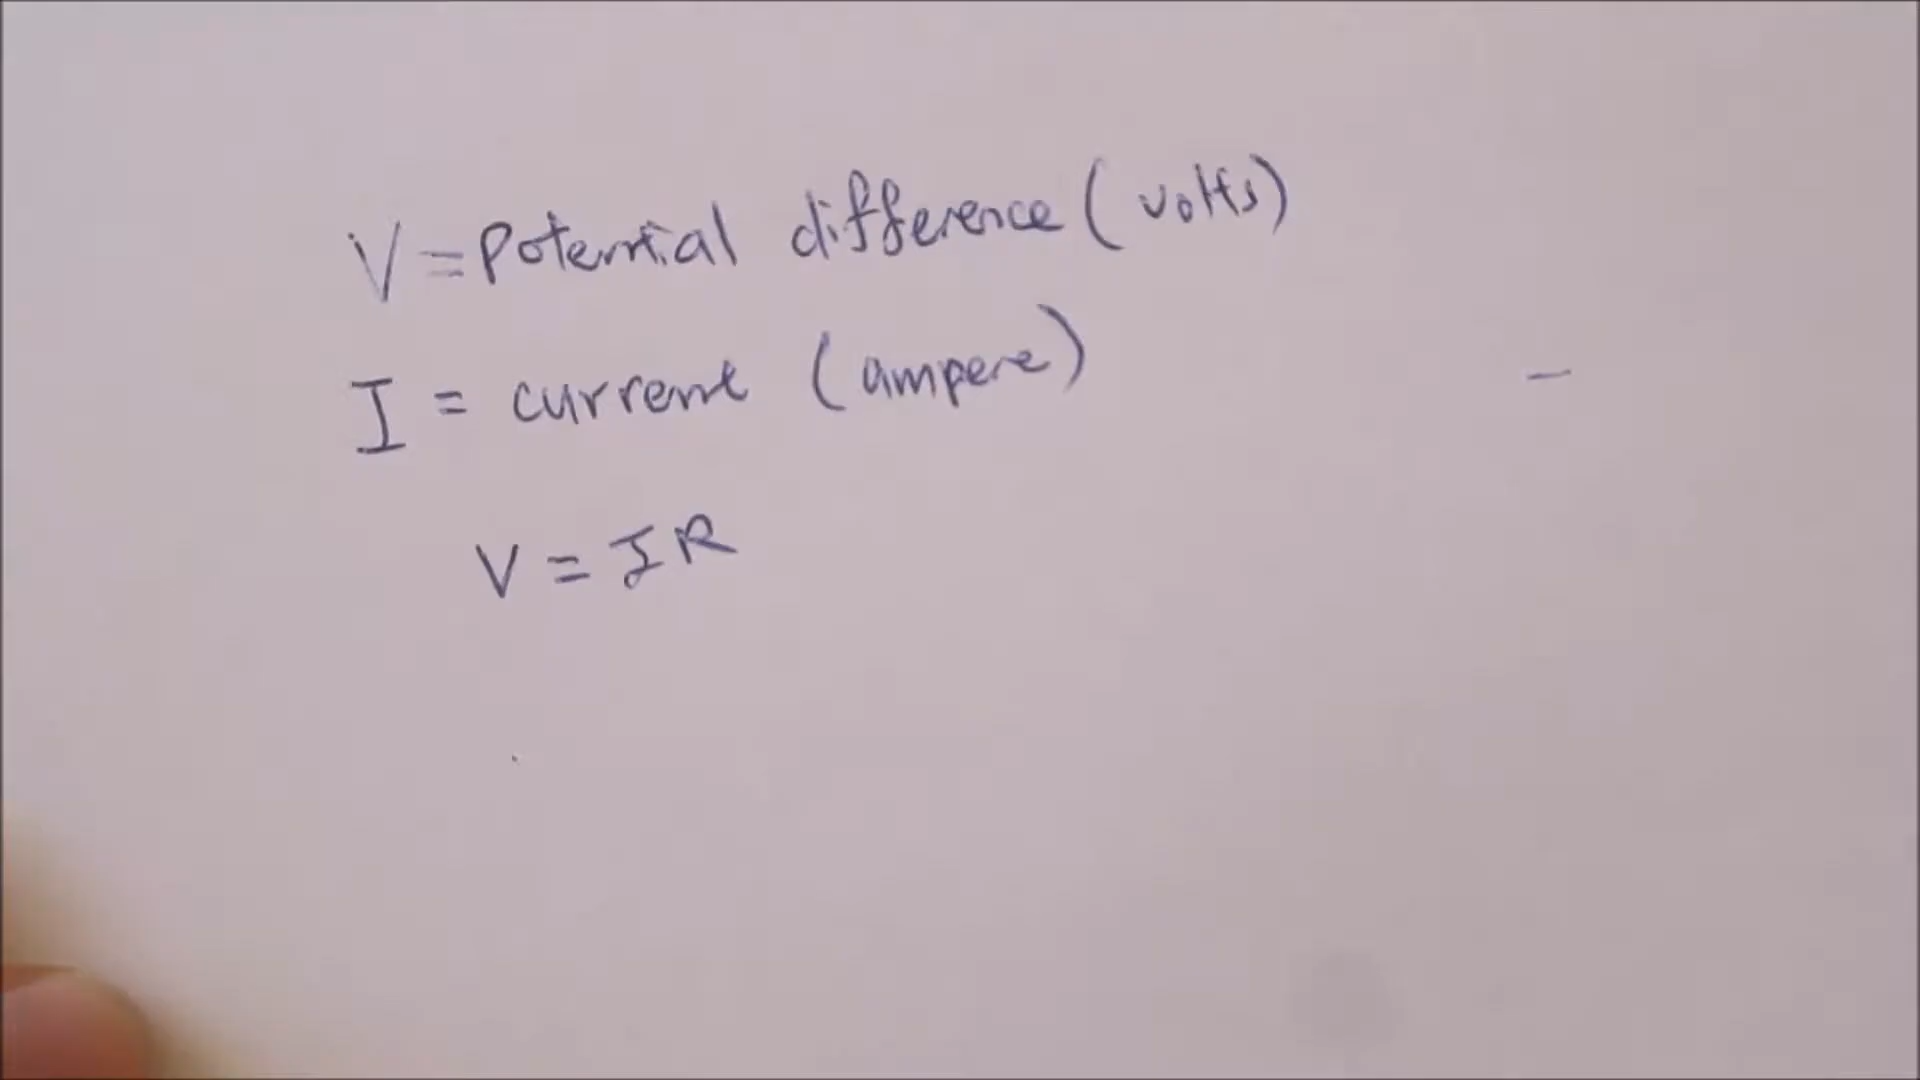 V = Potential difference (volts)
I = current (ampere)
V = IR